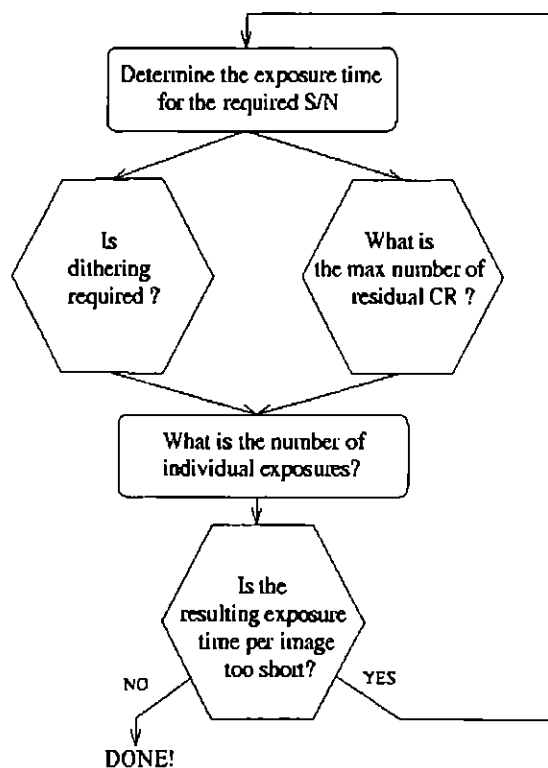 Determine the exposure time
for the required S/N
Is
dithering
required ?
What is
the max number of
residual CR ?
What is the number of
individual exposures?
Is the
resulting exposure
time per image
too short?
NO
YES
DONE!